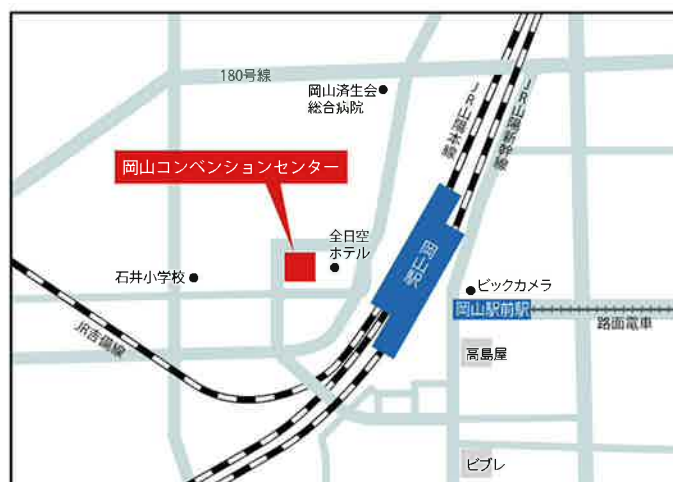 180号線
岡山済生会
総合病院
JR山陽本線
JR山陽新幹線
岡山コンベンションセンター
全日空
ホテル
岡山駅
石井小学校
ビックカメラ
岡山駅前駅
路面電車
JR吉備線
高島屋
ビブレ